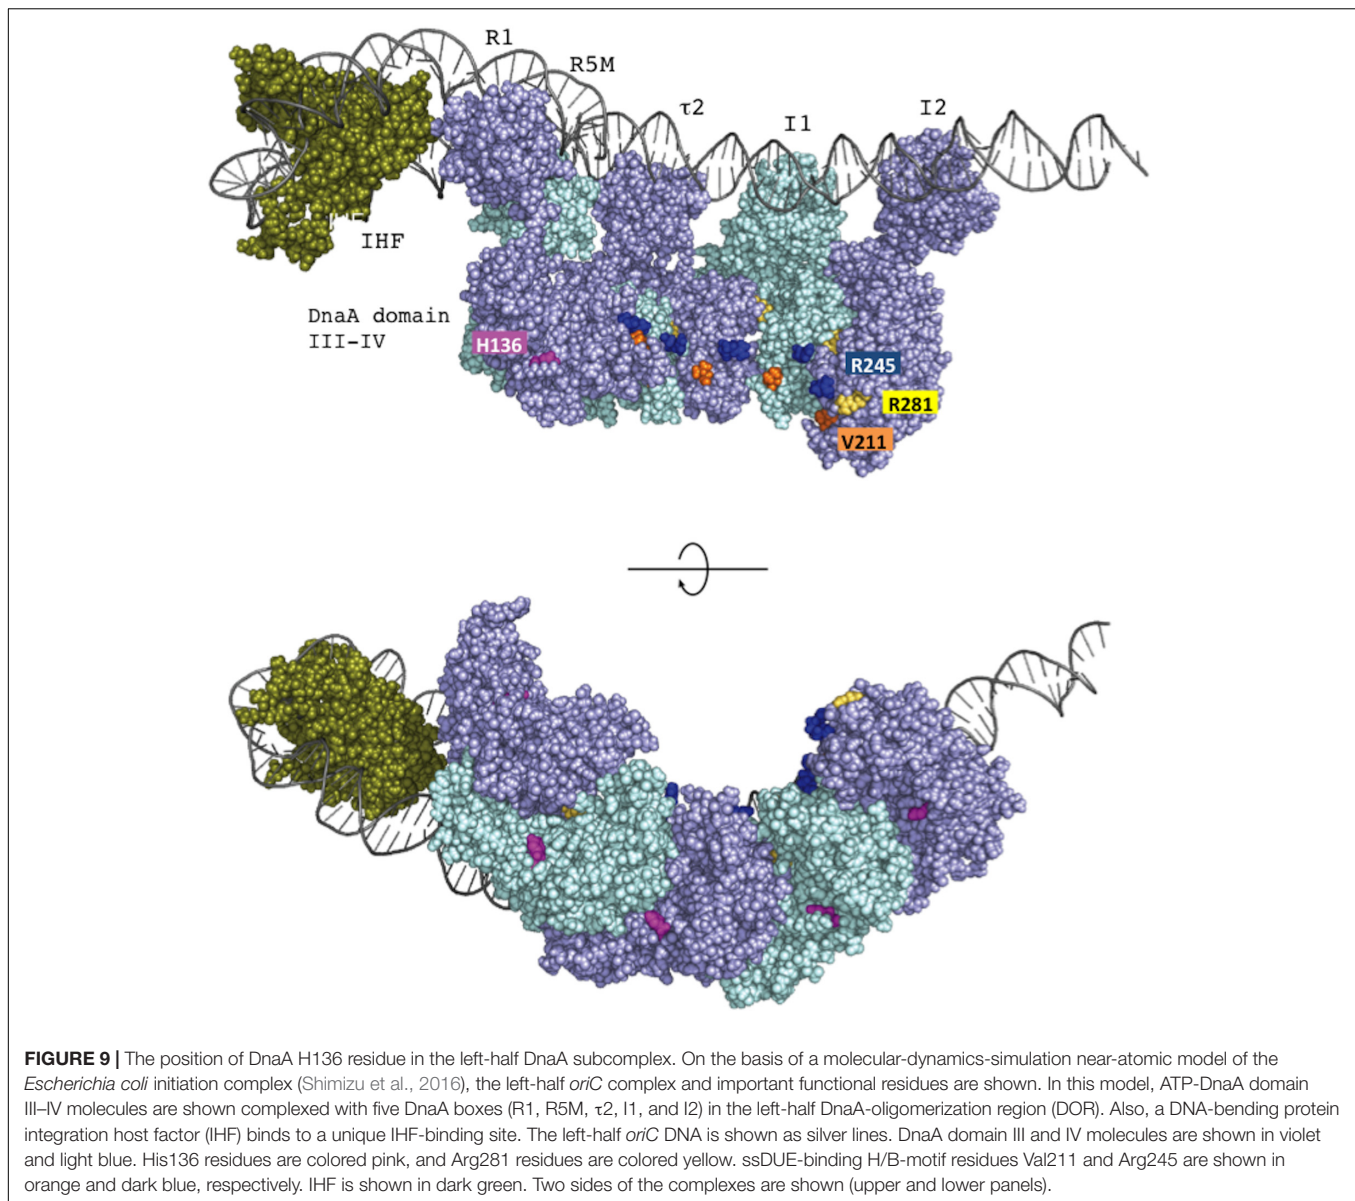 R1
R5M
τ2
I1
I2
IHF
DnaA domain
III-IV
H136
R245
R281
V211
FIGURE 9 | The position of DnaA H136 residue in the left-half DnaA subcomplex. On the basis of a molecular-dynamics-simulation near-atomic model of the
Escherichia coli initiation complex (Shimizu et al., 2016), the left-half oriC complex and important functional residues are shown. In this model, ATP-DnaA domain
III–IV molecules are shown complexed with five DnaA boxes (R1, R5M, τ2, I1, and I2) in the left-half DnaA-oligomerization region (DOR). Also, a DNA-bending protein
integration host factor (IHF) binds to a unique IHF-binding site. The left-half oriC DNA is shown as silver lines. DnaA domain III and IV molecules are shown in violet
and light blue. His136 residues are colored pink, and Arg281 residues are colored yellow. ssDUE-binding H/B-motif residues Val211 and Arg245 are shown in
orange and dark blue, respectively. IHF is shown in dark green. Two sides of the complexes are shown (upper and lower panels).